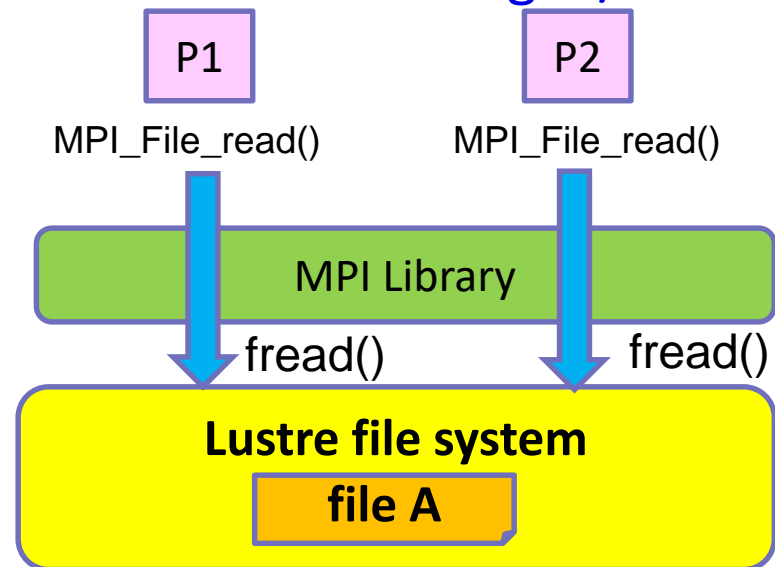 P1 P2
MPI_File_read() MPI_File_read()
MPI Library
fread() fread()
Lustre file system
file A